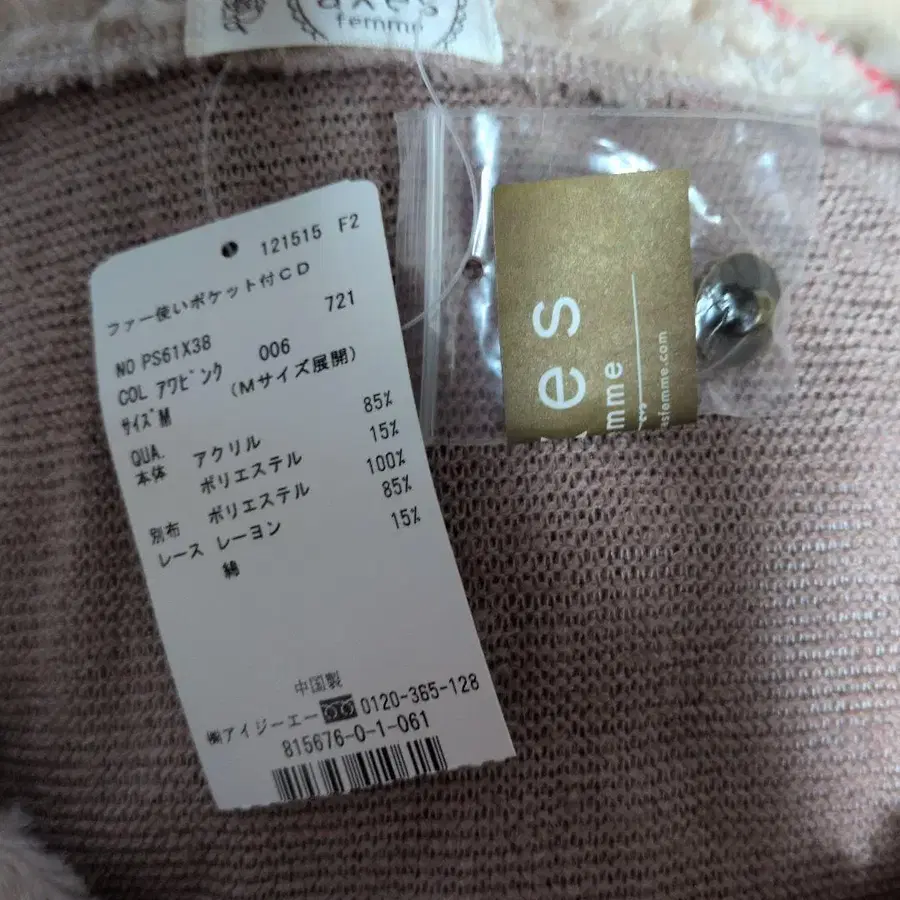 axes
femme
121515 F2
ファー使いポケット付CD
721
NO PS61X38
COL アワピンク 006
サイズ M (Mサイズ展開)
QUA.
本体 アクリル 85%
ポリエステル 15%
別布 ポリエステル 100%
レース レーヨン 85%
綿 15%
中国製
㈱アイジーエー 0120-365-128
815676-0-1-061
xes
mme
esfemme.com